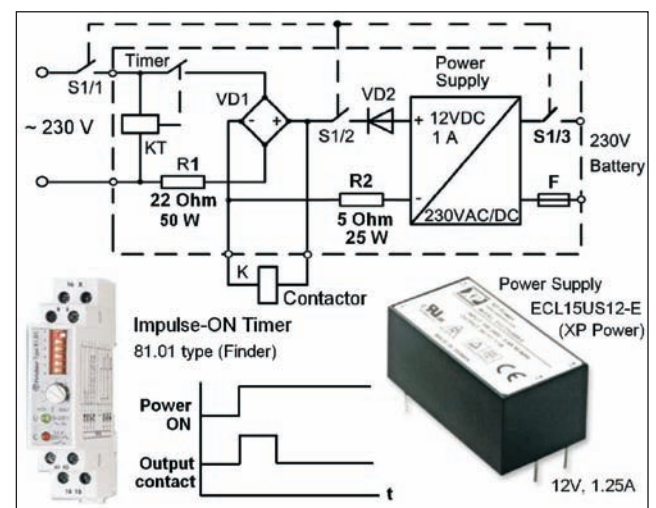 Timer
Power
Supply
VD1
VD2
S1/1
+
12VDC
1 A
-
+
S1/2
S1/3
~ 230 V
KT
230V
Battery
R1
R2
F
22 Ohm
50 W
5 Ohm
25 W
-
230VAC/DC
K
Contactor
Power Supply
ECL15US12-E
(XP Power)
Impulse-ON Timer
81.01 type (Finder)
Power
ON
Output
contact
t
12V, 1.25A